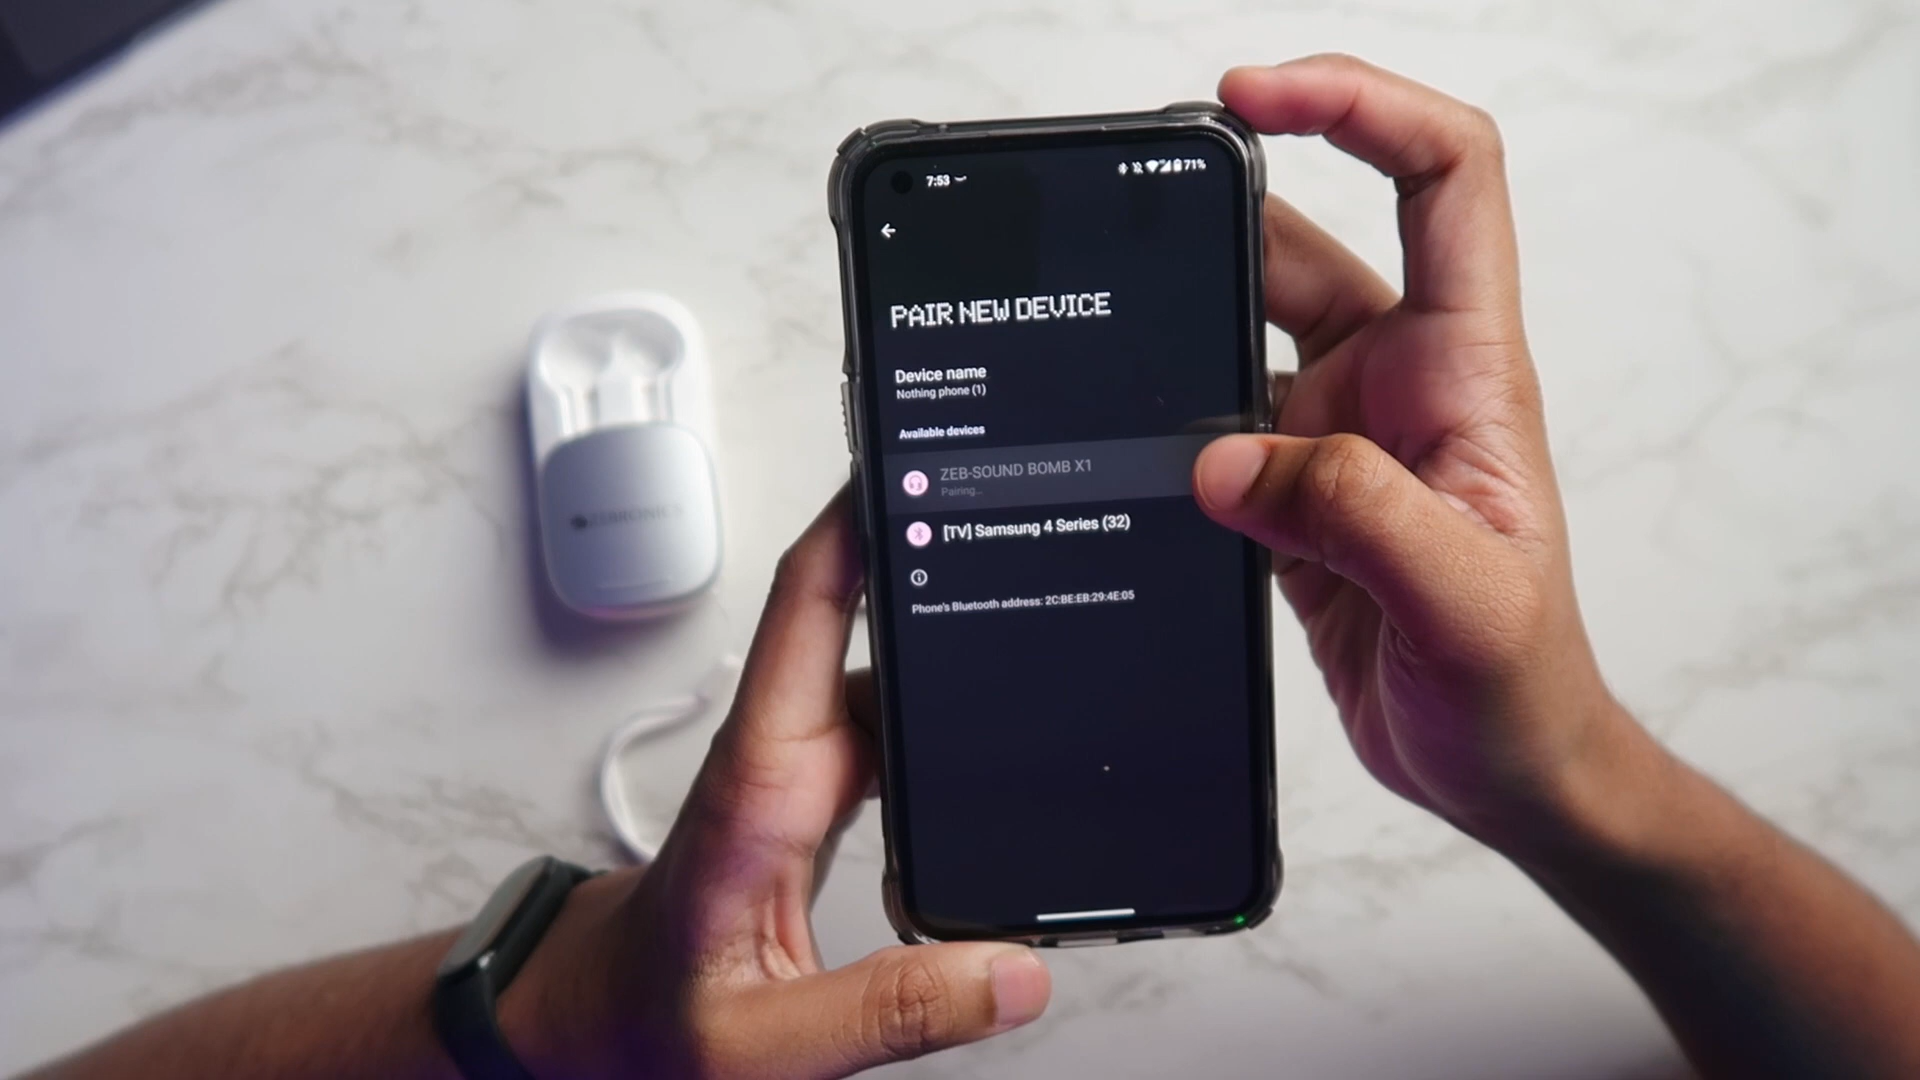 7:53
71%
PAIR NEW DEVICE
Device name
Nothing phone (1)
Available devices
ZEB-SOUND BOMB X1
Pairing...
[TV] Samsung 4 Series (32)
Phone's Bluetooth address: 2C:BE:EB:29:4E:05
ZEBRONICS